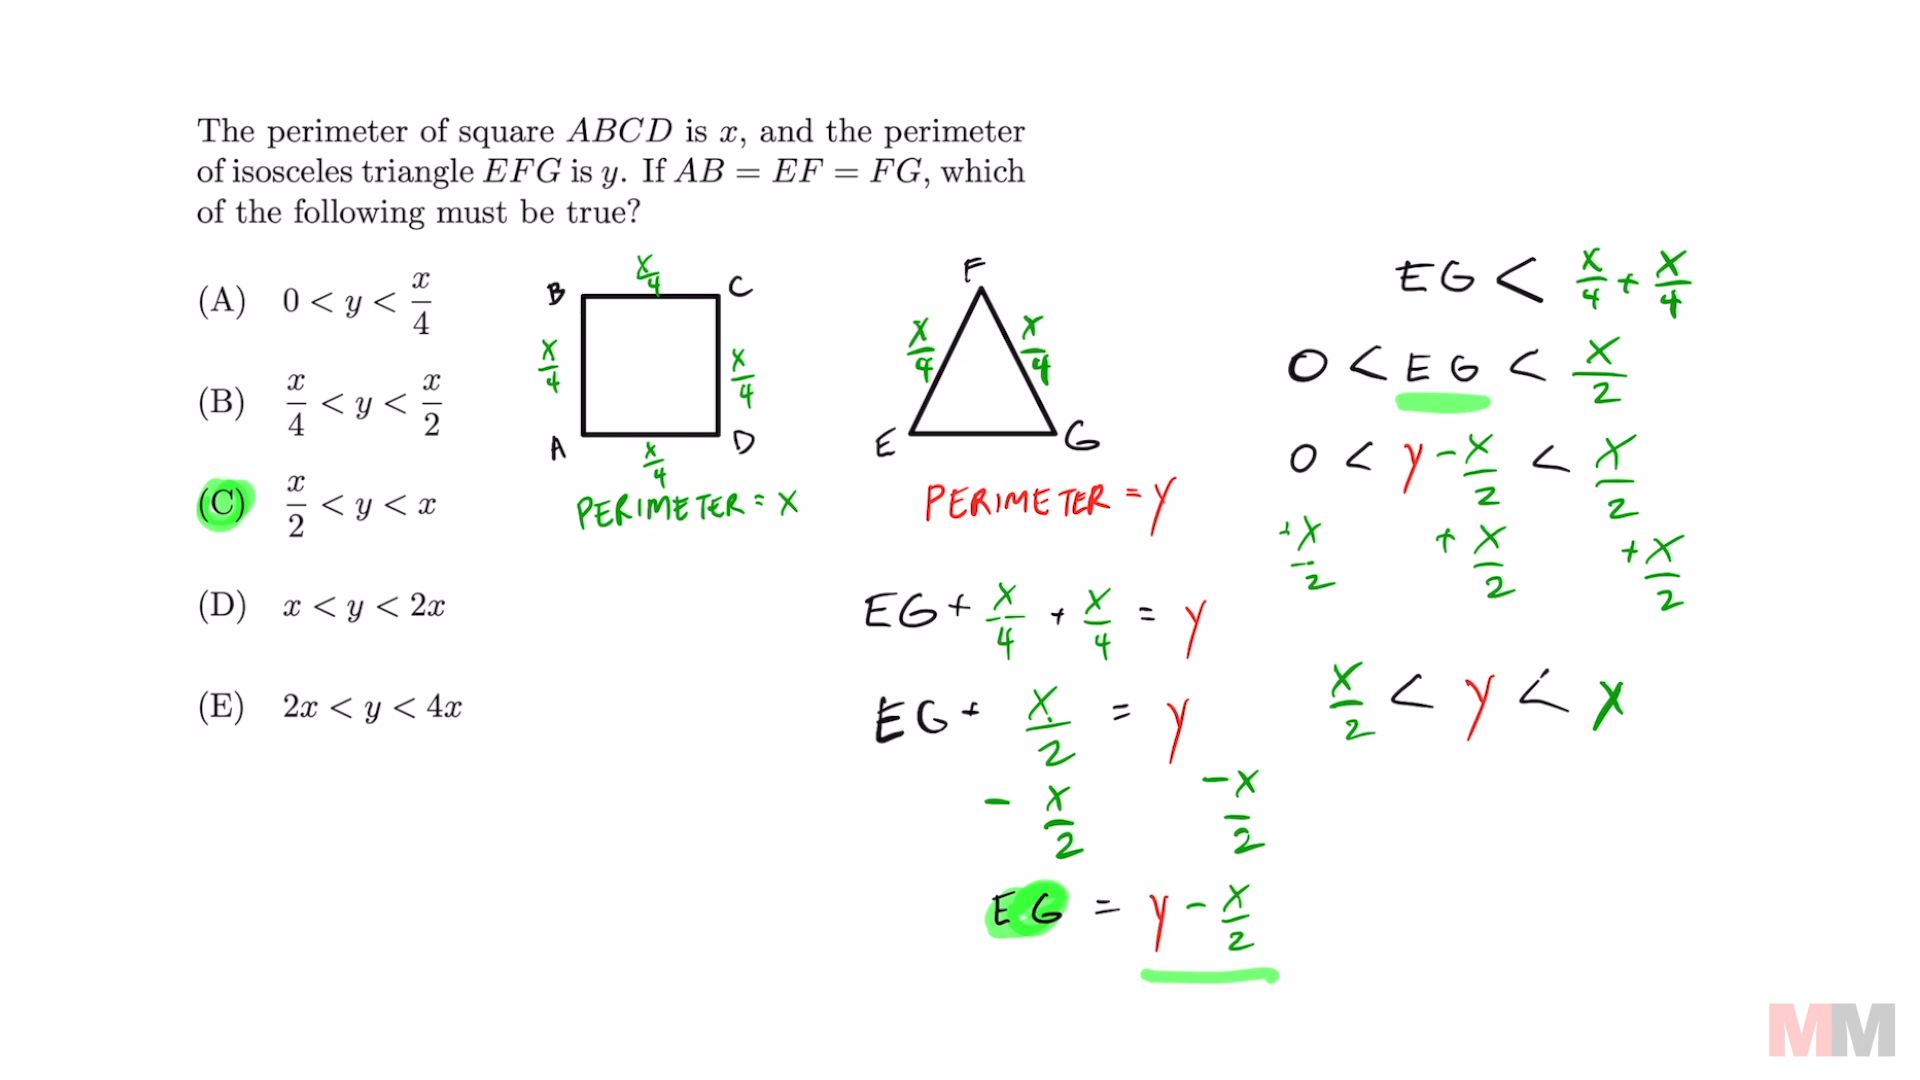 The perimeter of square ABCD is x, and the perimeter
of isosceles triangle EFG is y. If AB = EF = FG, which
of the following must be true?
(A) 0 < y < x/4
(B) x/4 < y < x/2
(C) x/2 < y < x
(D) x < y < 2x
(E) 2x < y < 4x
x/4
B C
x/4 x/4
A D
x/4
PERIMETER = X
F
x/4 x/4
E G
PERIMETER = Y
EG + x/4 + x/4 = y
EG + x/2 = y
- x/2 -x/2
EG = y - x/2
EG < x/4 + x/4
0 < EG < x/2
0 < y - x/2 < x/2
+x/2 + x/2 + x/2
x/2 < y < x
MM